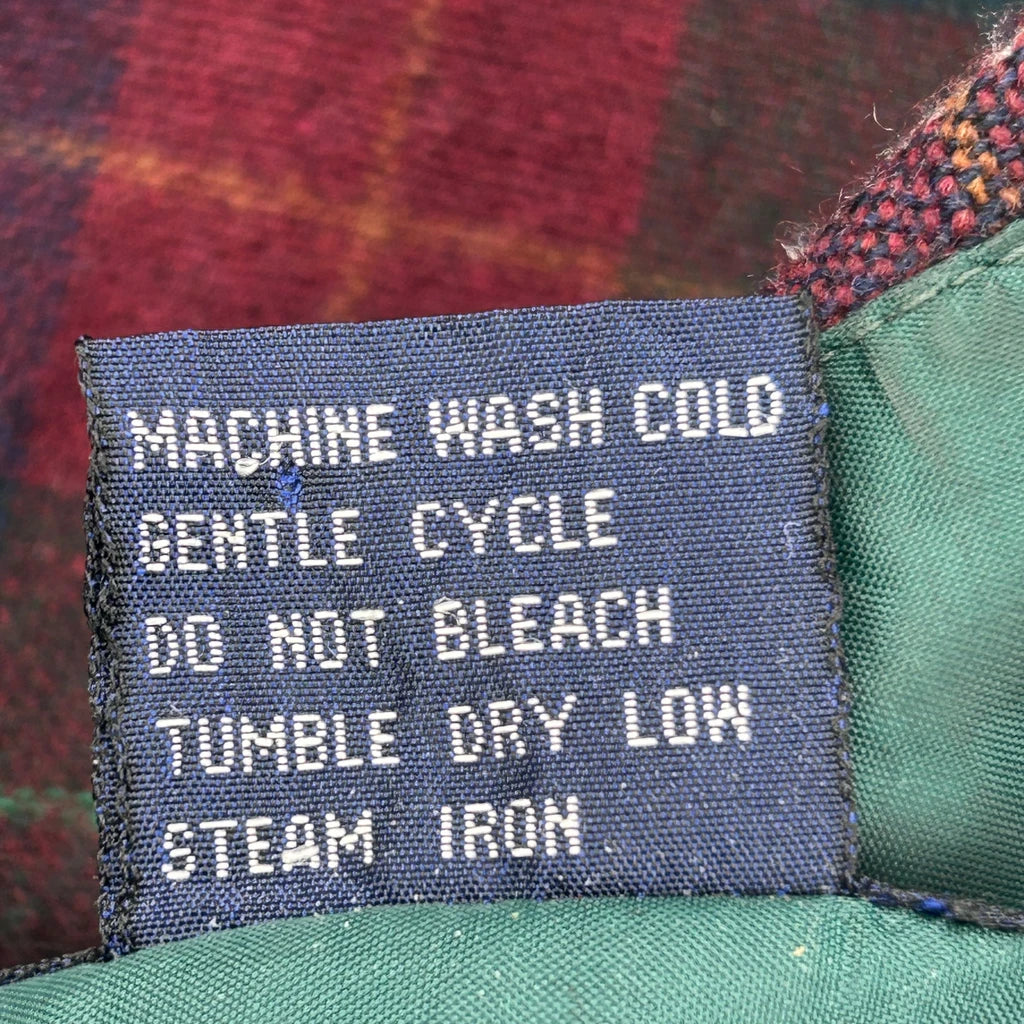 MACHINE WASH COLD
GENTLE CYCLE
DO NOT BLEACH
TUMBLE DRY LOW
STEAM IRON